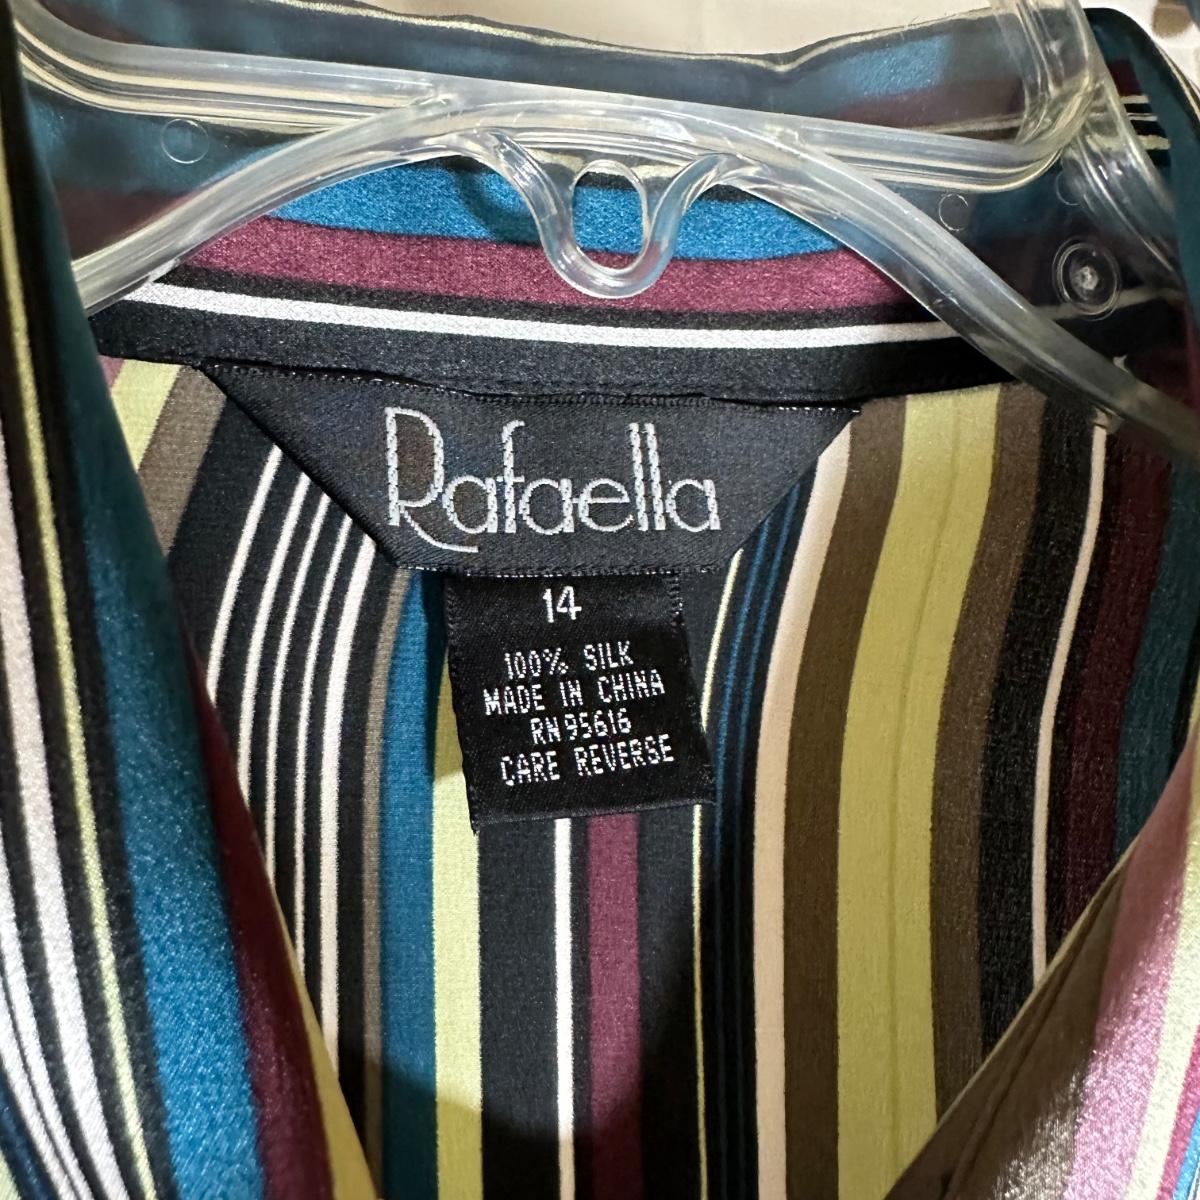 Rafaella
14
100% SILK
MADE IN CHINA
RN95616
CARE REVERSE